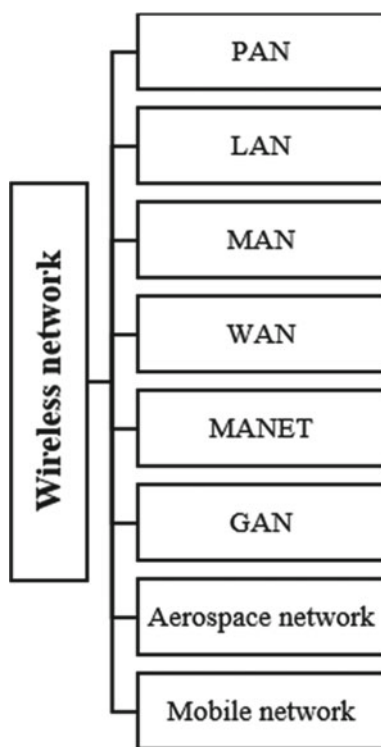 Wireless network
PAN
LAN
MAN
WAN
MANET
GAN
Aerospace network
Mobile network